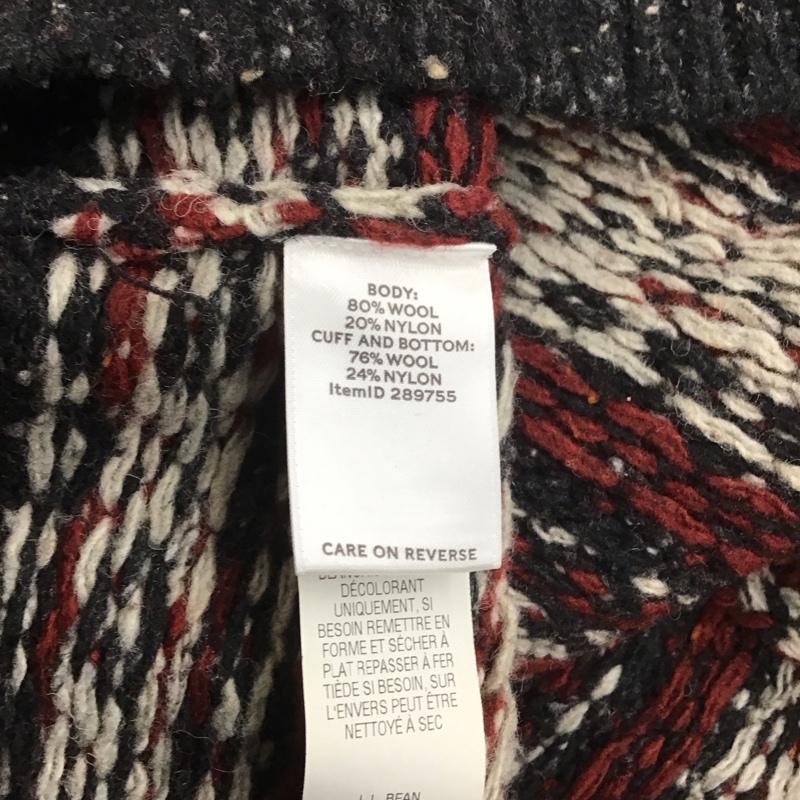 BODY:
80% WOOL
20% NYLON
CUFF AND BOTTOM:
76% WOOL
24% NYLON
ItemID 289755
CARE ON REVERSE
DÉCOLORANT
UNIQUEMENT, SI
BESOIN REMETTRE EN
FORME ET SÉCHER À
PLAT REPASSER À FER
TIÈDE SI BESOIN, SUR
L'ENVERS PEUT ÊTRE
NETTOYÉ À SEC
L.L. BEAN